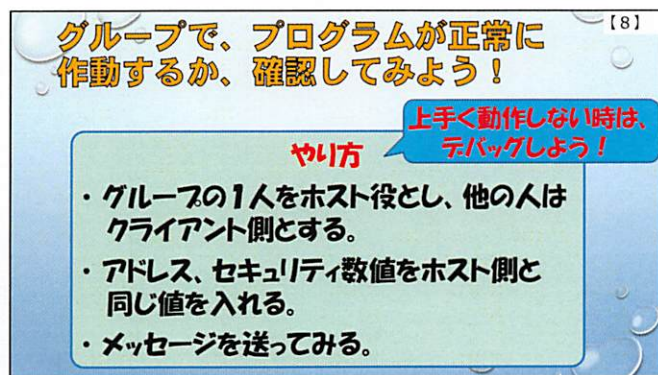 【8】
グループで、プログラムが正常に
作動するか、確認してみよう！
上手く動作しない時は、
デバッグしよう！
やり方
・グループの1人をホスト役とし、他の人は
クライアント側とする。
・アドレス、セキュリティ数値をホスト側と
同じ値を入れる。
・メッセージを送ってみる。